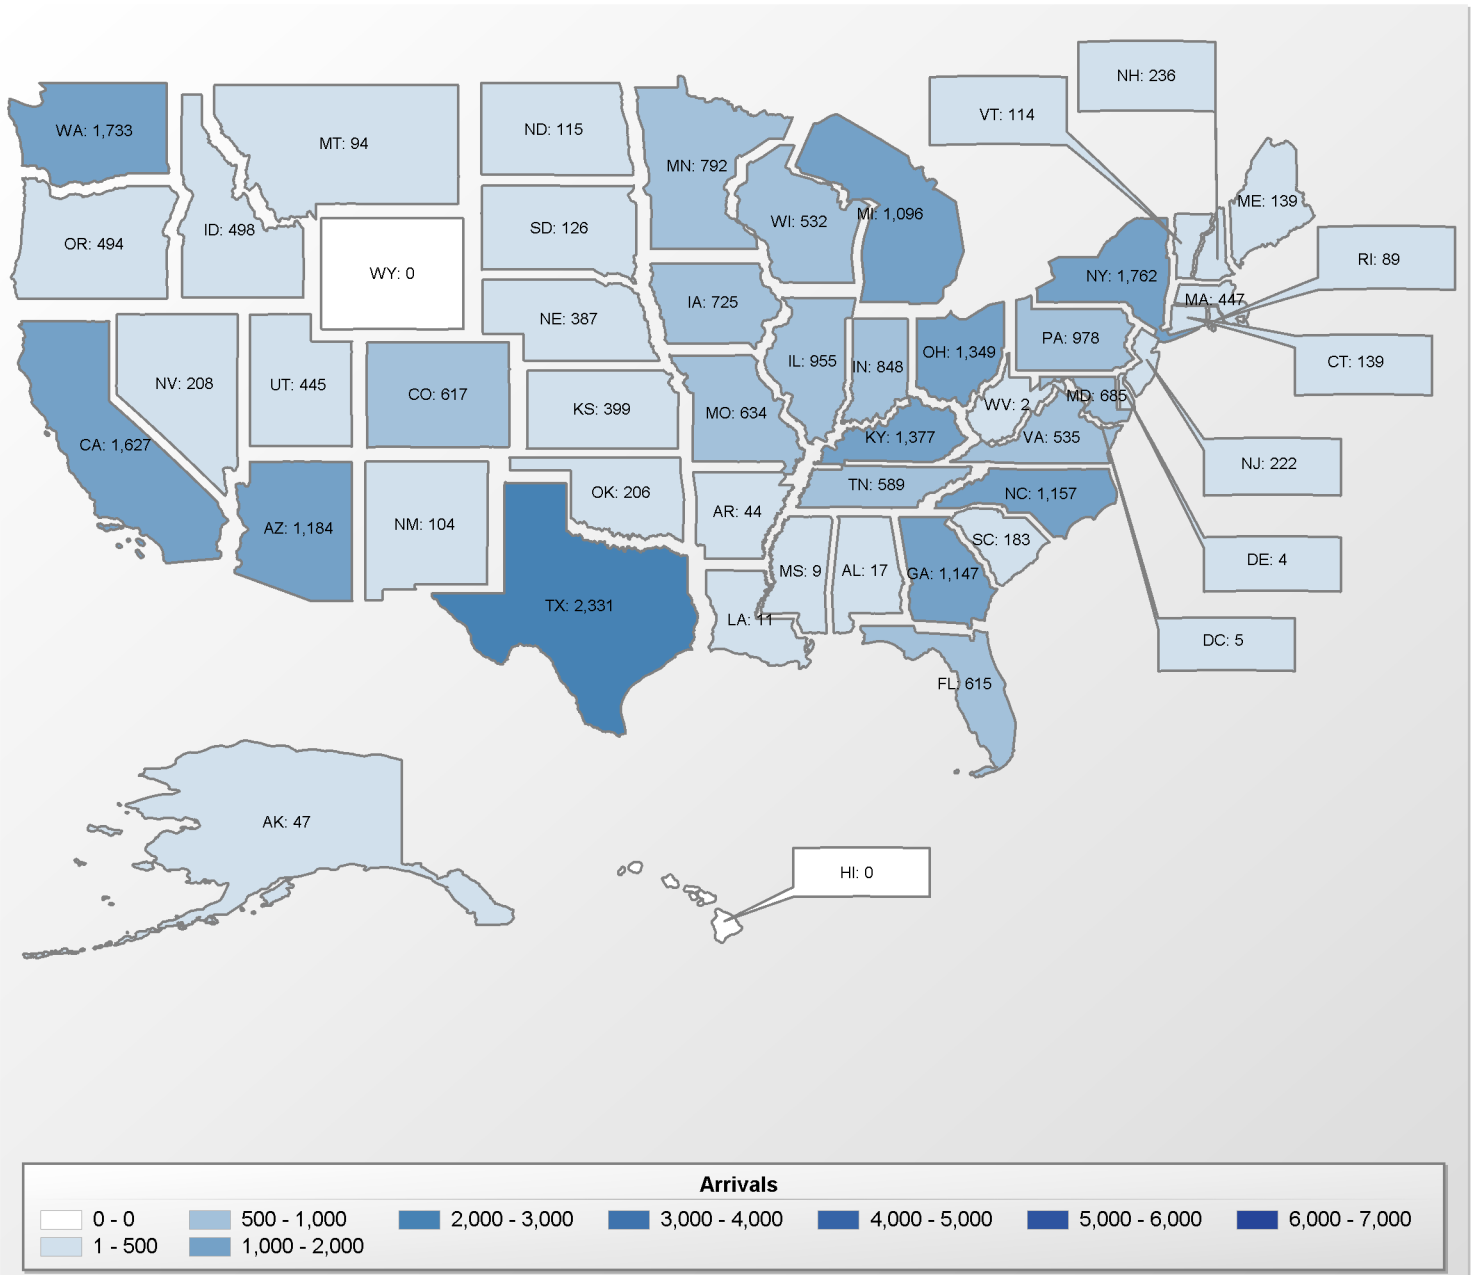 NH: 236
VT: 114
WA: 1,733
MT: 94
ND: 115
MN: 792
ME: 139
OR: 494
ID: 498
SD: 126
WI: 532
MI: 1,096
RI: 89
WY: 0
NY: 1,762
MA: 447
NE: 387
IA: 725
CT: 139
NV: 208
UT: 445
CO: 617
KS: 399
MO: 634
IL: 955
IN: 848
OH: 1,349
PA: 978
WV: 2
MD: 685
CA: 1,627
KY: 1,377
VA: 535
NJ: 222
AZ: 1,184
NM: 104
OK: 206
AR: 44
TN: 589
NC: 1,157
SC: 183
DE: 4
MS: 9
AL: 17
GA: 1,147
TX: 2,331
LA: 11
DC: 5
FL: 615
AK: 47
HI: 0
Arrivals
0 - 0
500 - 1,000
2,000 - 3,000
3,000 - 4,000
4,000 - 5,000
5,000 - 6,000
6,000 - 7,000
1 - 500
1,000 - 2,000